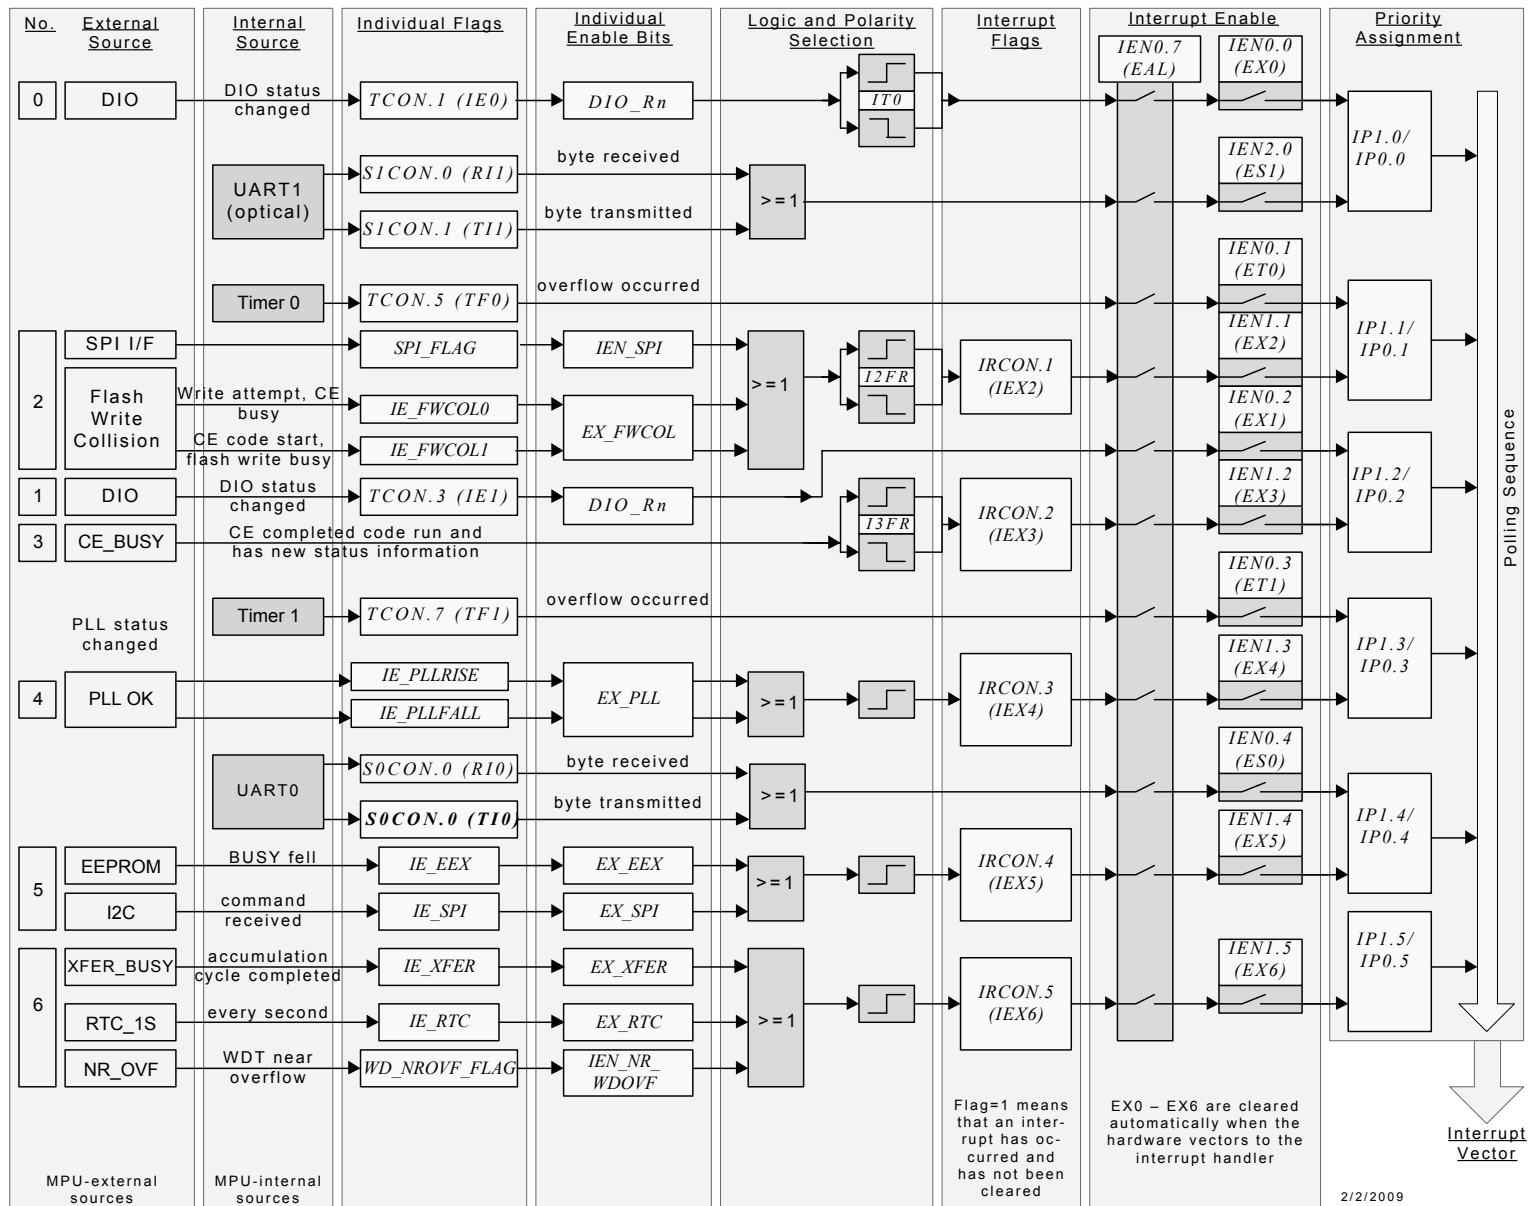 No.
External
Source
Internal
Source
Individual Flags
Individual
Enable Bits
Logic and Polarity
Selection
Interrupt
Flags
Interrupt Enable
Priority
Assignment
0
DIO
DIO status
changed
TCON.1 (IE0)
DIO_Rn
IT0
IEN0.7
(EAL)
IEN0.0
(EX0)
IP1.0/
IP0.0
UART1
(optical)
S1CON.0 (RI1)
byte received
S1CON.1 (TI1)
byte transmitted
>=1
IEN2.0
(ES1)
Timer 0
TCON.5 (TF0)
overflow occurred
IEN0.1
(ET0)
IP1.1/
IP0.1
2
SPI I/F
SPI_FLAG
IEN_SPI
Flash
Write
Collision
Write attempt, CE
busy
IE_FWCOL0
EX_FWCOL
CE code start,
flash write busy
IE_FWCOL1
>=1
I2FR
IRCON.1
(IEX2)
IEN1.1
(EX2)
1
DIO
DIO status
changed
TCON.3 (IE1)
DIO_Rn
IEN0.2
(EX1)
IP1.2/
IP0.2
3
CE_BUSY
CE completed code run and
has new status information
I3FR
IRCON.2
(IEX3)
IEN1.2
(EX3)
Timer 1
TCON.7 (TF1)
overflow occurred
IEN0.3
(ET1)
IP1.3/
IP0.3
PLL status
changed
4
PLL OK
IE_PLLRISE
IE_PLLFALL
EX_PLL
>=1
IRCON.3
(IEX4)
IEN1.3
(EX4)
UART0
S0CON.0 (RI0)
byte received
S0CON.0 (TI0)
byte transmitted
>=1
IEN0.4
(ES0)
IP1.4/
IP0.4
5
EEPROM
BUSY fell
IE_EEX
EX_EEX
I2C
command
received
IE_SPI
EX_SPI
>=1
IRCON.4
(IEX5)
IEN1.4
(EX5)
6
XFER_BUSY
accumulation
cycle completed
IE_XFER
EX_XFER
RTC_1S
every second
IE_RTC
EX_RTC
NR_OVF
WDT near
overflow
WD_NROVF_FLAG
IEN_NR_
WDOVF
>=1
IRCON.5
(IEX6)
IEN1.5
(EX6)
IP1.5/
IP0.5
Polling Sequence
Interrupt
Vector
Flag=1 means
that an inter-
rupt has oc-
curred and
has not been
cleared
EX0 – EX6 are cleared
automatically when the
hardware vectors to the
interrupt handler
MPU-external
sources
MPU-internal
sources
2/2/2009